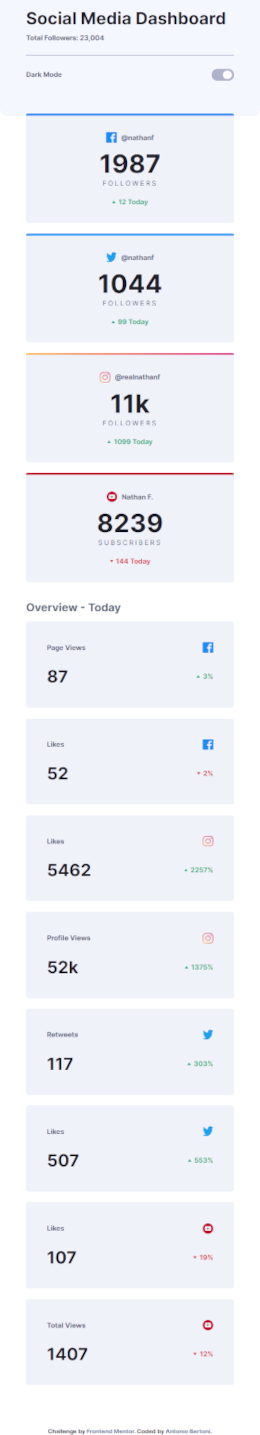 Social Media Dashboard
Total Followers: 23,004
Dark Mode
@nathanf
1987
FOLLOWERS
12 Today
@nathanf
1044
FOLLOWERS
99 Today
@realnathanf
11k
FOLLOWERS
1099 Today
Nathan F.
8239
SUBSCRIBERS
144 Today
Overview - Today
Page Views
87
3%
Likes
52
2%
Likes
5462
2257%
Profile Views
52k
1375%
Retweets
117
303%
Likes
507
553%
Likes
107
19%
Total Views
1407
12%
Challenge by Frontend Mentor. Coded by Antonio Bertoni.